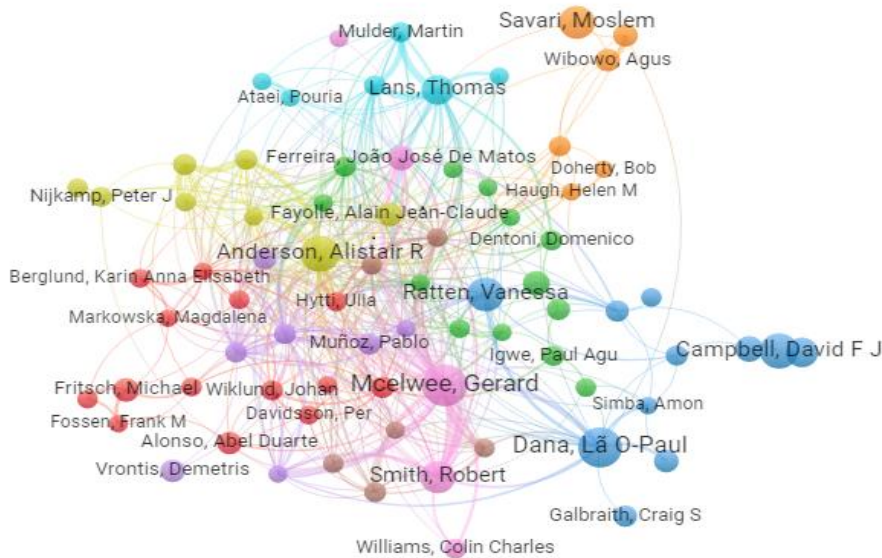 Savari, Moslem
Mulder, Martin
Wibowo, Agus
Lans, Thomas
Ataei, Pouria
Ferreira, João José De Matos
Doherty, Bob
Nijkamp, Peter J
Haugh, Helen M
Fayolle, Alain Jean-Claude
Dentoni, Domenico
Anderson, Alistair R
Berglund, Karin Anna Elisabeth
Ratten, Vanessa
Hytti, Ulla
Markowska, Magdalena
Muñoz, Pablo
Igwe, Paul Agu
Campbell, David F J
Mcelwee, Gerard
Fritsch, Michael
Wiklund, Johan
Simba, Amon
Davidsson, Per
Fossen, Frank M
Alonso, Abel Duarte
Dana, Lã O-Paul
Vrontis, Demetris
Smith, Robert
Galbraith, Craig S
Williams, Colin Charles